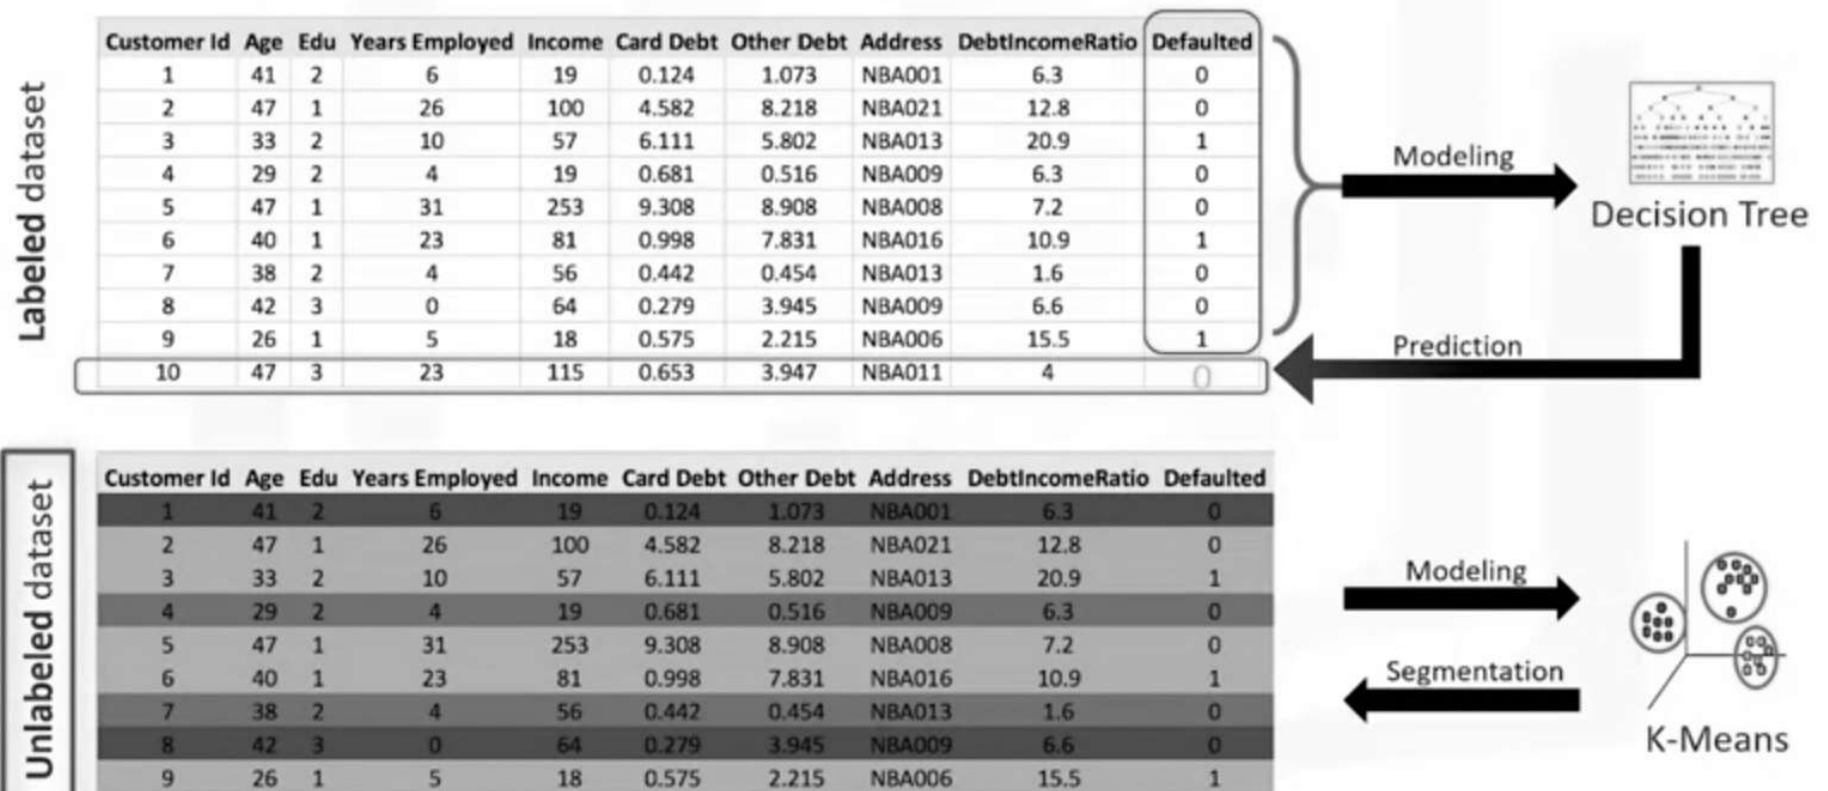 Labeled dataset
Customer Id Age Edu Years Employed Income Card Debt Other Debt Address DebtIncomeRatio Defaulted
1 41 2 6 19 0.124 1.073 NBA001 6.3 0
2 47 1 26 100 4.582 8.218 NBA021 12.8 0
3 33 2 10 57 6.111 5.802 NBA013 20.9 1
4 29 2 4 19 0.681 0.516 NBA009 6.3 0
5 47 1 31 253 9.308 8.908 NBA008 7.2 0
6 40 1 23 81 0.998 7.831 NBA016 10.9 1
7 38 2 4 56 0.442 0.454 NBA013 1.6 0
8 42 3 0 64 0.279 3.945 NBA009 6.6 0
9 26 1 5 18 0.575 2.215 NBA006 15.5 1
10 47 3 23 115 0.653 3.947 NBA011 4 0
Modeling
Decision Tree
Prediction
Unlabeled dataset
Customer Id Age Edu Years Employed Income Card Debt Other Debt Address DebtIncomeRatio Defaulted
1 41 2 6 19 0.124 1.073 NBA001 6.3 0
2 47 1 26 100 4.582 8.218 NBA021 12.8 0
3 33 2 10 57 6.111 5.802 NBA013 20.9 1
4 29 2 4 19 0.681 0.516 NBA009 6.3 0
5 47 1 31 253 9.308 8.908 NBA008 7.2 0
6 40 1 23 81 0.998 7.831 NBA016 10.9 1
7 38 2 4 56 0.442 0.454 NBA013 1.6 0
8 42 3 0 64 0.279 3.945 NBA009 6.6 0
9 26 1 5 18 0.575 2.215 NBA006 15.5 1
Modeling
Segmentation
K-Means